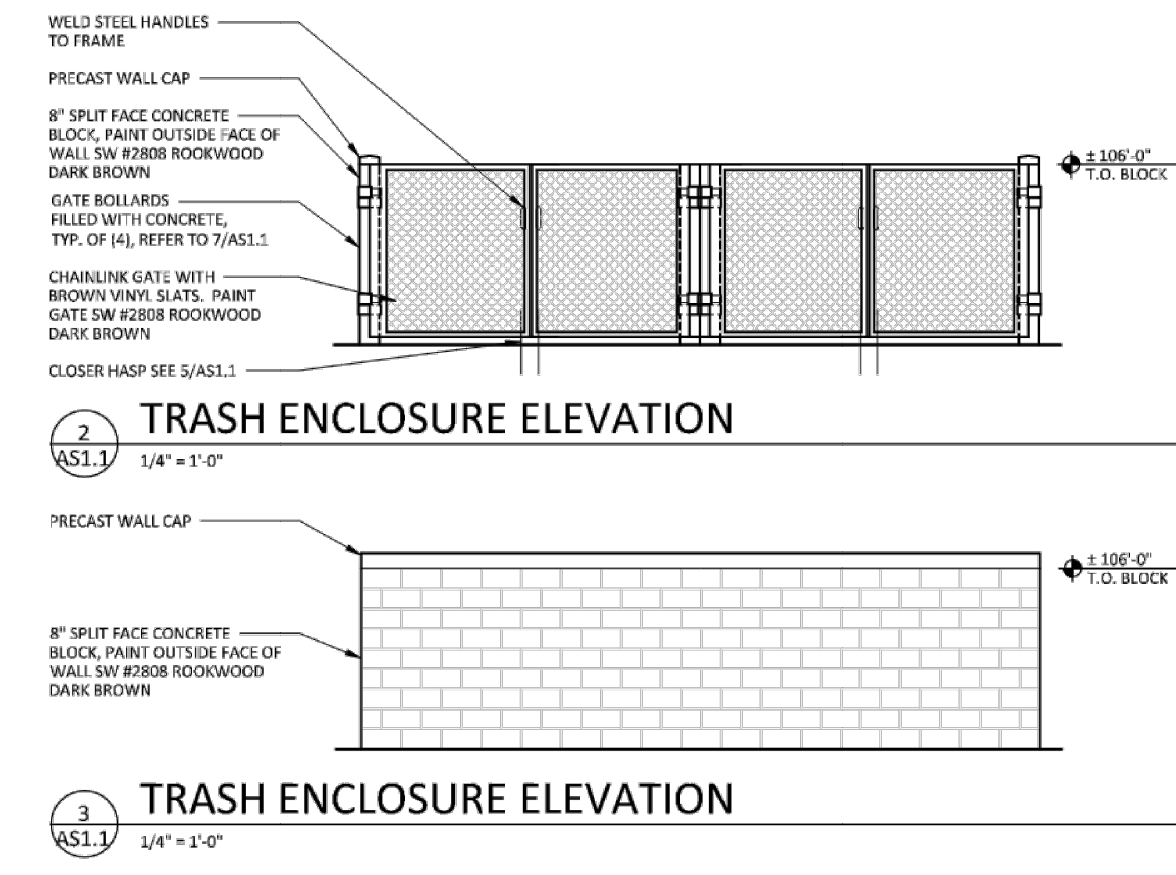 WELD STEEL HANDLES
TO FRAME
PRECAST WALL CAP
8" SPLIT FACE CONCRETE
BLOCK, PAINT OUTSIDE FACE OF
WALL SW #2808 ROOKWOOD
DARK BROWN
GATE BOLLARDS
FILLED WITH CONCRETE,
TYP. OF (4), REFER TO 7/AS1.1
CHAINLINK GATE WITH
BROWN VINYL SLATS. PAINT
GATE SW #2808 ROOKWOOD
DARK BROWN
CLOSER HASP SEE 5/AS1.1
± 106'-0"
T.O. BLOCK
2
AS1.1
TRASH ENCLOSURE ELEVATION
1/4" = 1'-0"
PRECAST WALL CAP
8" SPLIT FACE CONCRETE
BLOCK, PAINT OUTSIDE FACE OF
WALL SW #2808 ROOKWOOD
DARK BROWN
± 106'-0"
T.O. BLOCK
3
AS1.1
TRASH ENCLOSURE ELEVATION
1/4" = 1'-0"